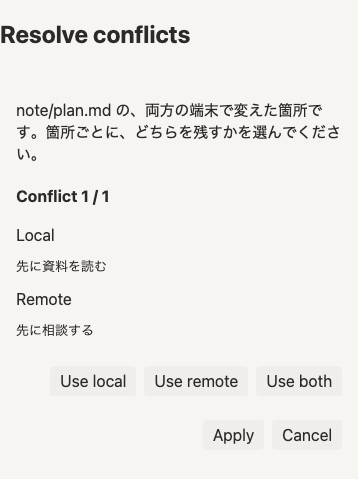 Resolve conflicts
note/plan.md の、両方の端末で変えた箇所で
す。箇所ごとに、どちらを残すかを選んでくださ
い。
Conflict 1 / 1
Local
先に資料を読む
Remote
先に相談する
Use local Use remote Use both
Apply Cancel